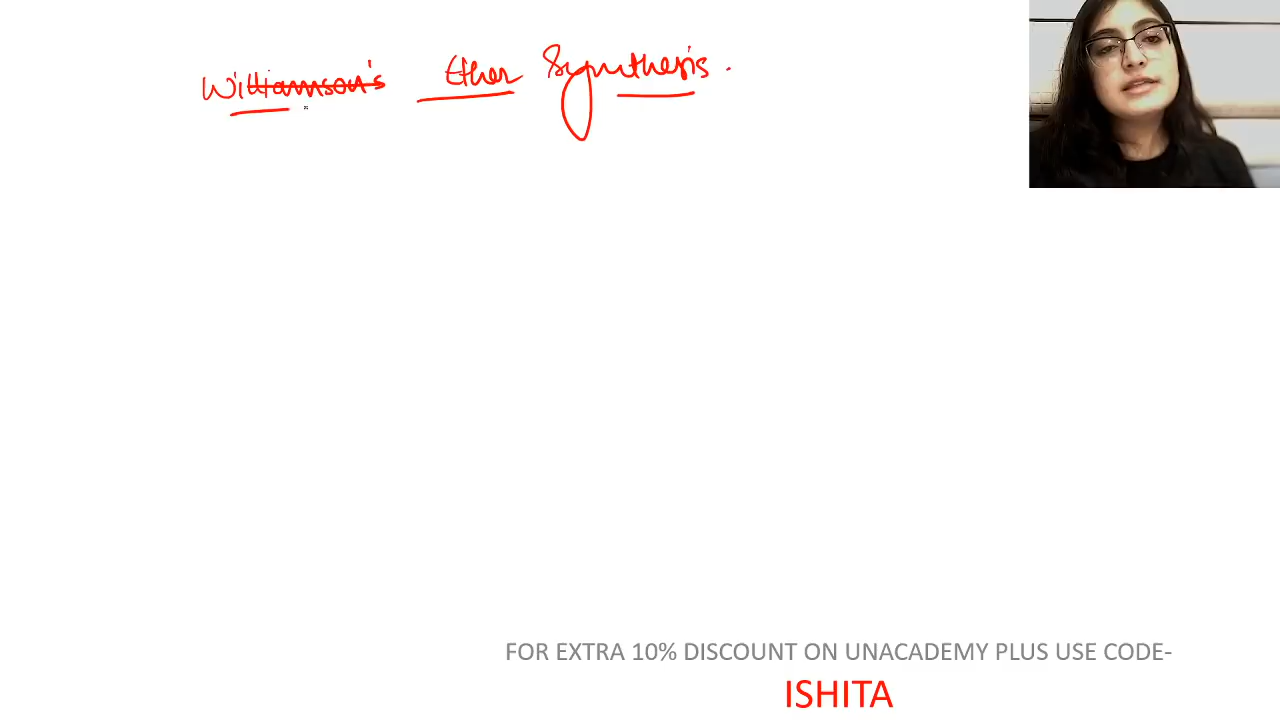 Williamson's Ether Synthesis.
FOR EXTRA 10% DISCOUNT ON UNACADEMY PLUS USE CODE-
ISHITA